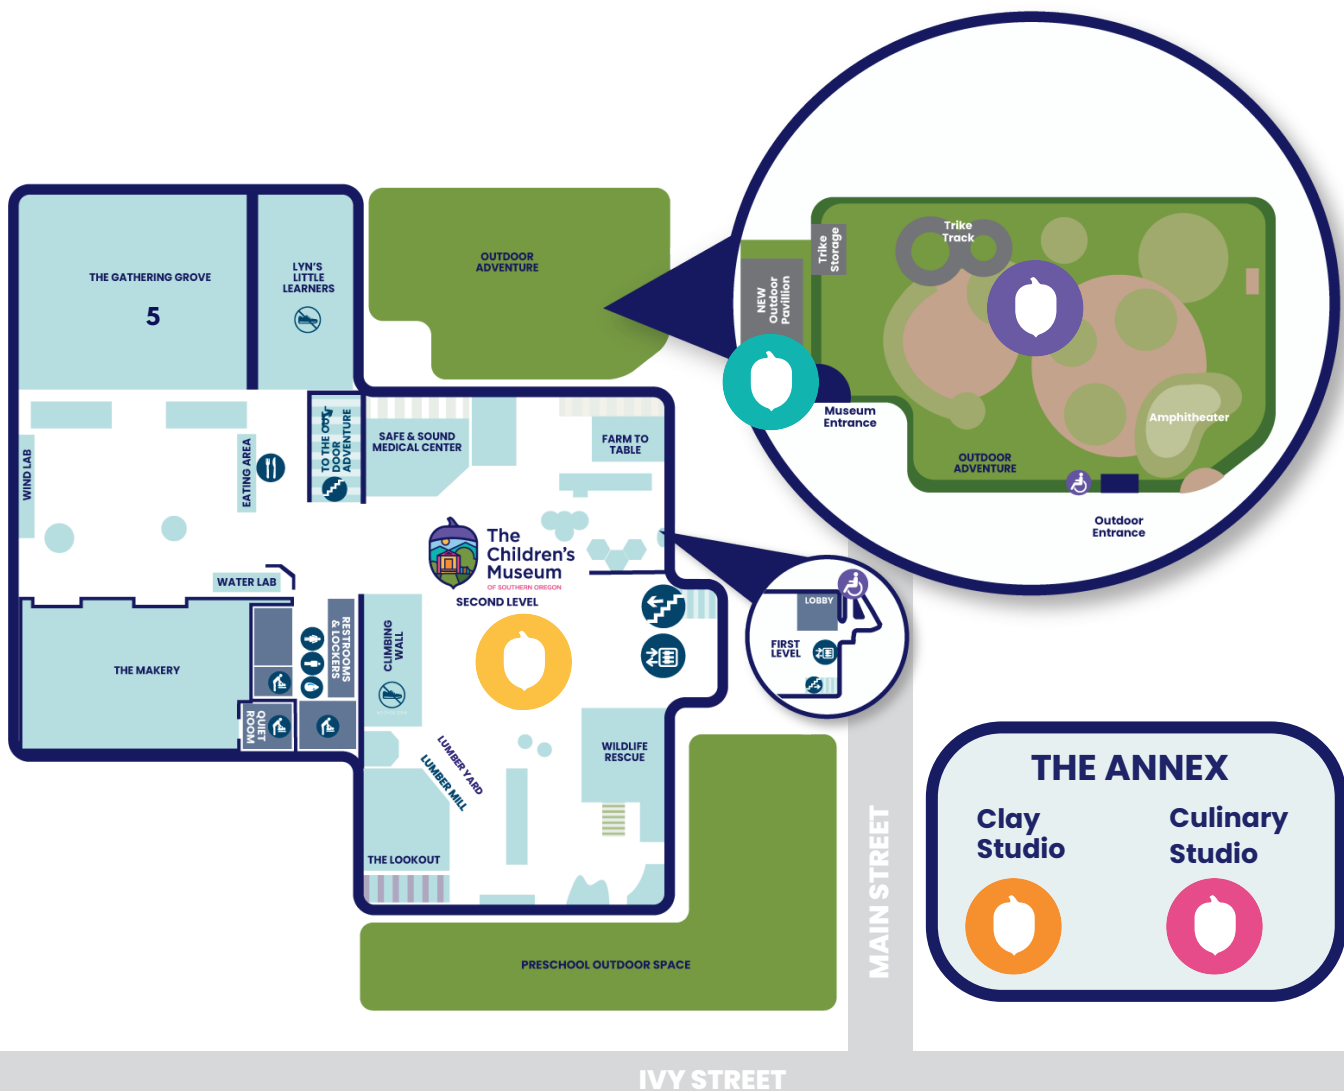 THE GATHERING GROVE
5
LYN'S
LITTLE
LEARNERS
OUTDOOR
ADVENTURE
Trike
Track
Trike
Storage
NEW
Outdoor
Pavillion
Museum
Entrance
Amphitheater
OUTDOOR
ADVENTURE
Outdoor
Entrance
WIND LAB
EATING AREA
TO THE OUT
DOOR
ADVENTURE
SAFE & SOUND
MEDICAL CENTER
FARM TO
TABLE
The
Children's
Museum
OF SOUTHERN OREGON
SECOND LEVEL
WATER LAB
THE MAKERY
RESTROOMS
& LOCKERS
QUIET
ROOM
CLIMBING
WALL
LOBBY
FIRST
LEVEL
LUMBER YARD
LUMBER MILL
WILDLIFE
RESCUE
THE LOOKOUT
PRESCHOOL OUTDOOR SPACE
MAIN STREET
THE ANNEX
Clay
Studio
Culinary
Studio
IVY STREET